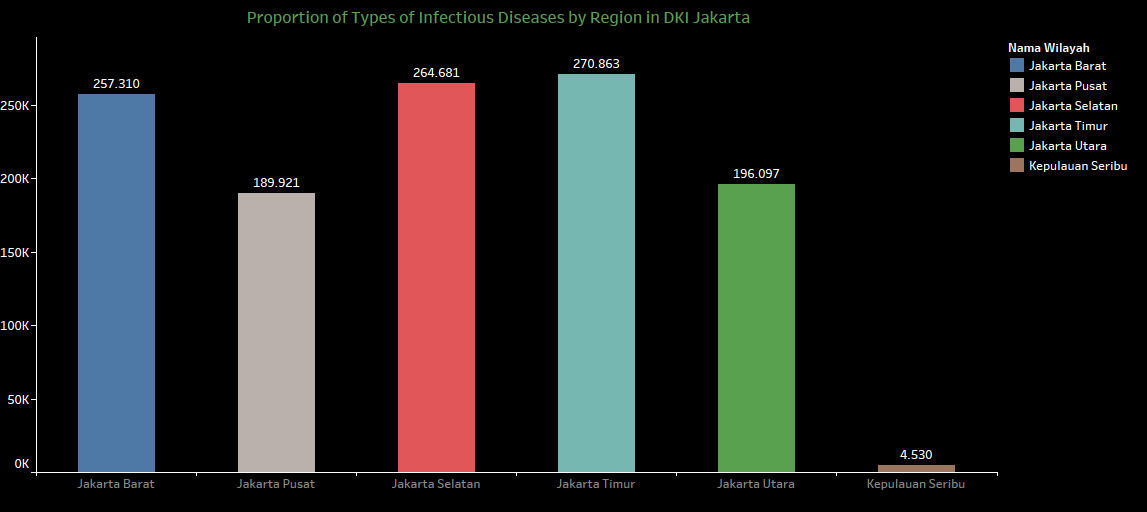 Proportion of Types of Infectious Diseases by Region in DKI Jakarta
Nama Wilayah
Jakarta Barat
Jakarta Pusat
Jakarta Selatan
Jakarta Timur
Jakarta Utara
Kepulauan Seribu
250K
200K
150K
100K
50K
0K
257.310
189.921
264.681
270.863
196.097
4.530
Jakarta Barat
Jakarta Pusat
Jakarta Selatan
Jakarta Timur
Jakarta Utara
Kepulauan Seribu